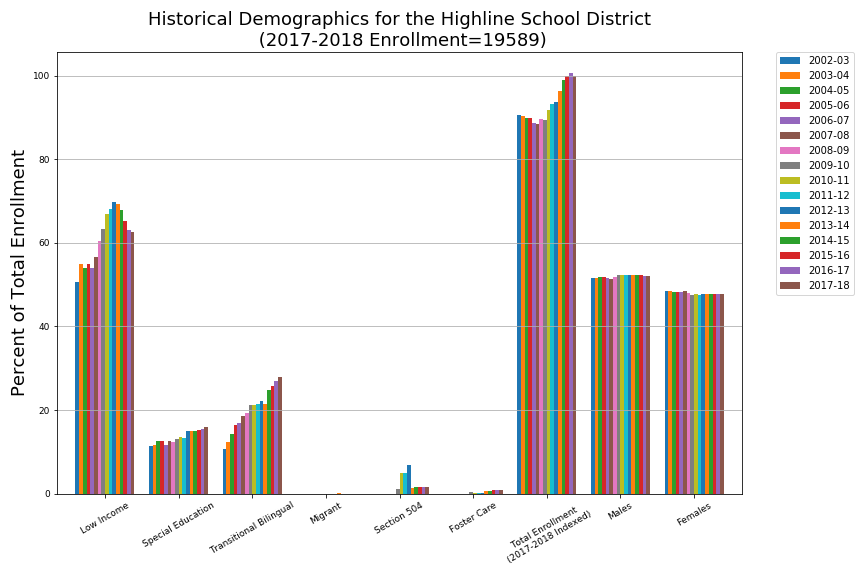 Historical Demographics for the Highline School District
(2017-2018 Enrollment=19589)
Percent of Total Enrollment
100
80
60
40
20
0
Low Income
Special Education
Transitional Bilingual
Migrant
Section 504
Foster Care
Total Enrollment
(2017-2018 Indexed)
Males
Females
2002-03
2003-04
2004-05
2005-06
2006-07
2007-08
2008-09
2009-10
2010-11
2011-12
2012-13
2013-14
2014-15
2015-16
2016-17
2017-18